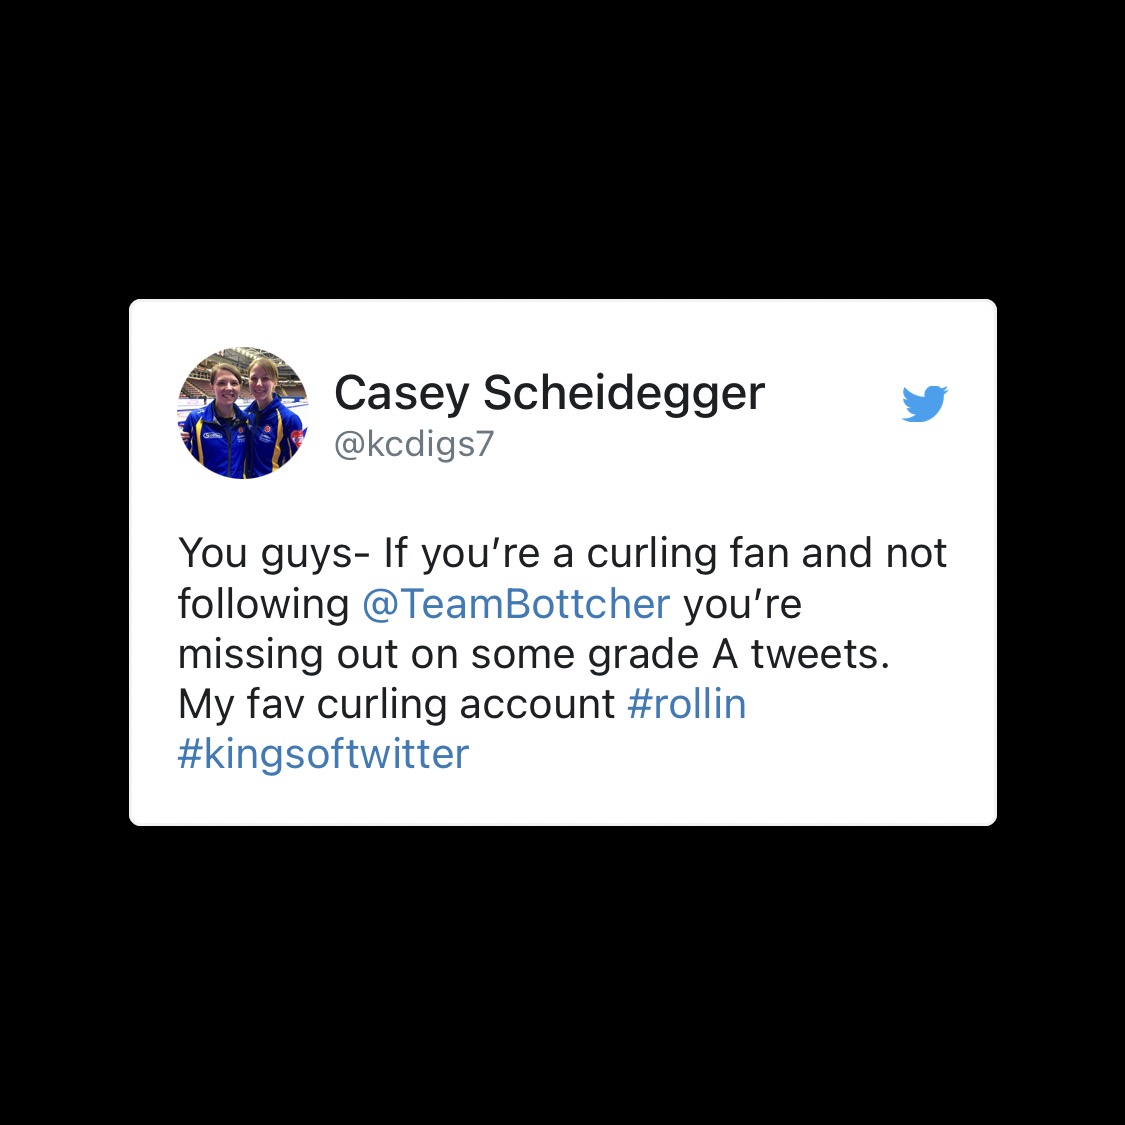 Casey Scheidegger
@kcdigs7
You guys- If you’re a curling fan and not
following @TeamBottcher you’re
missing out on some grade A tweets.
My fav curling account #rollin
#kingsoftwitter